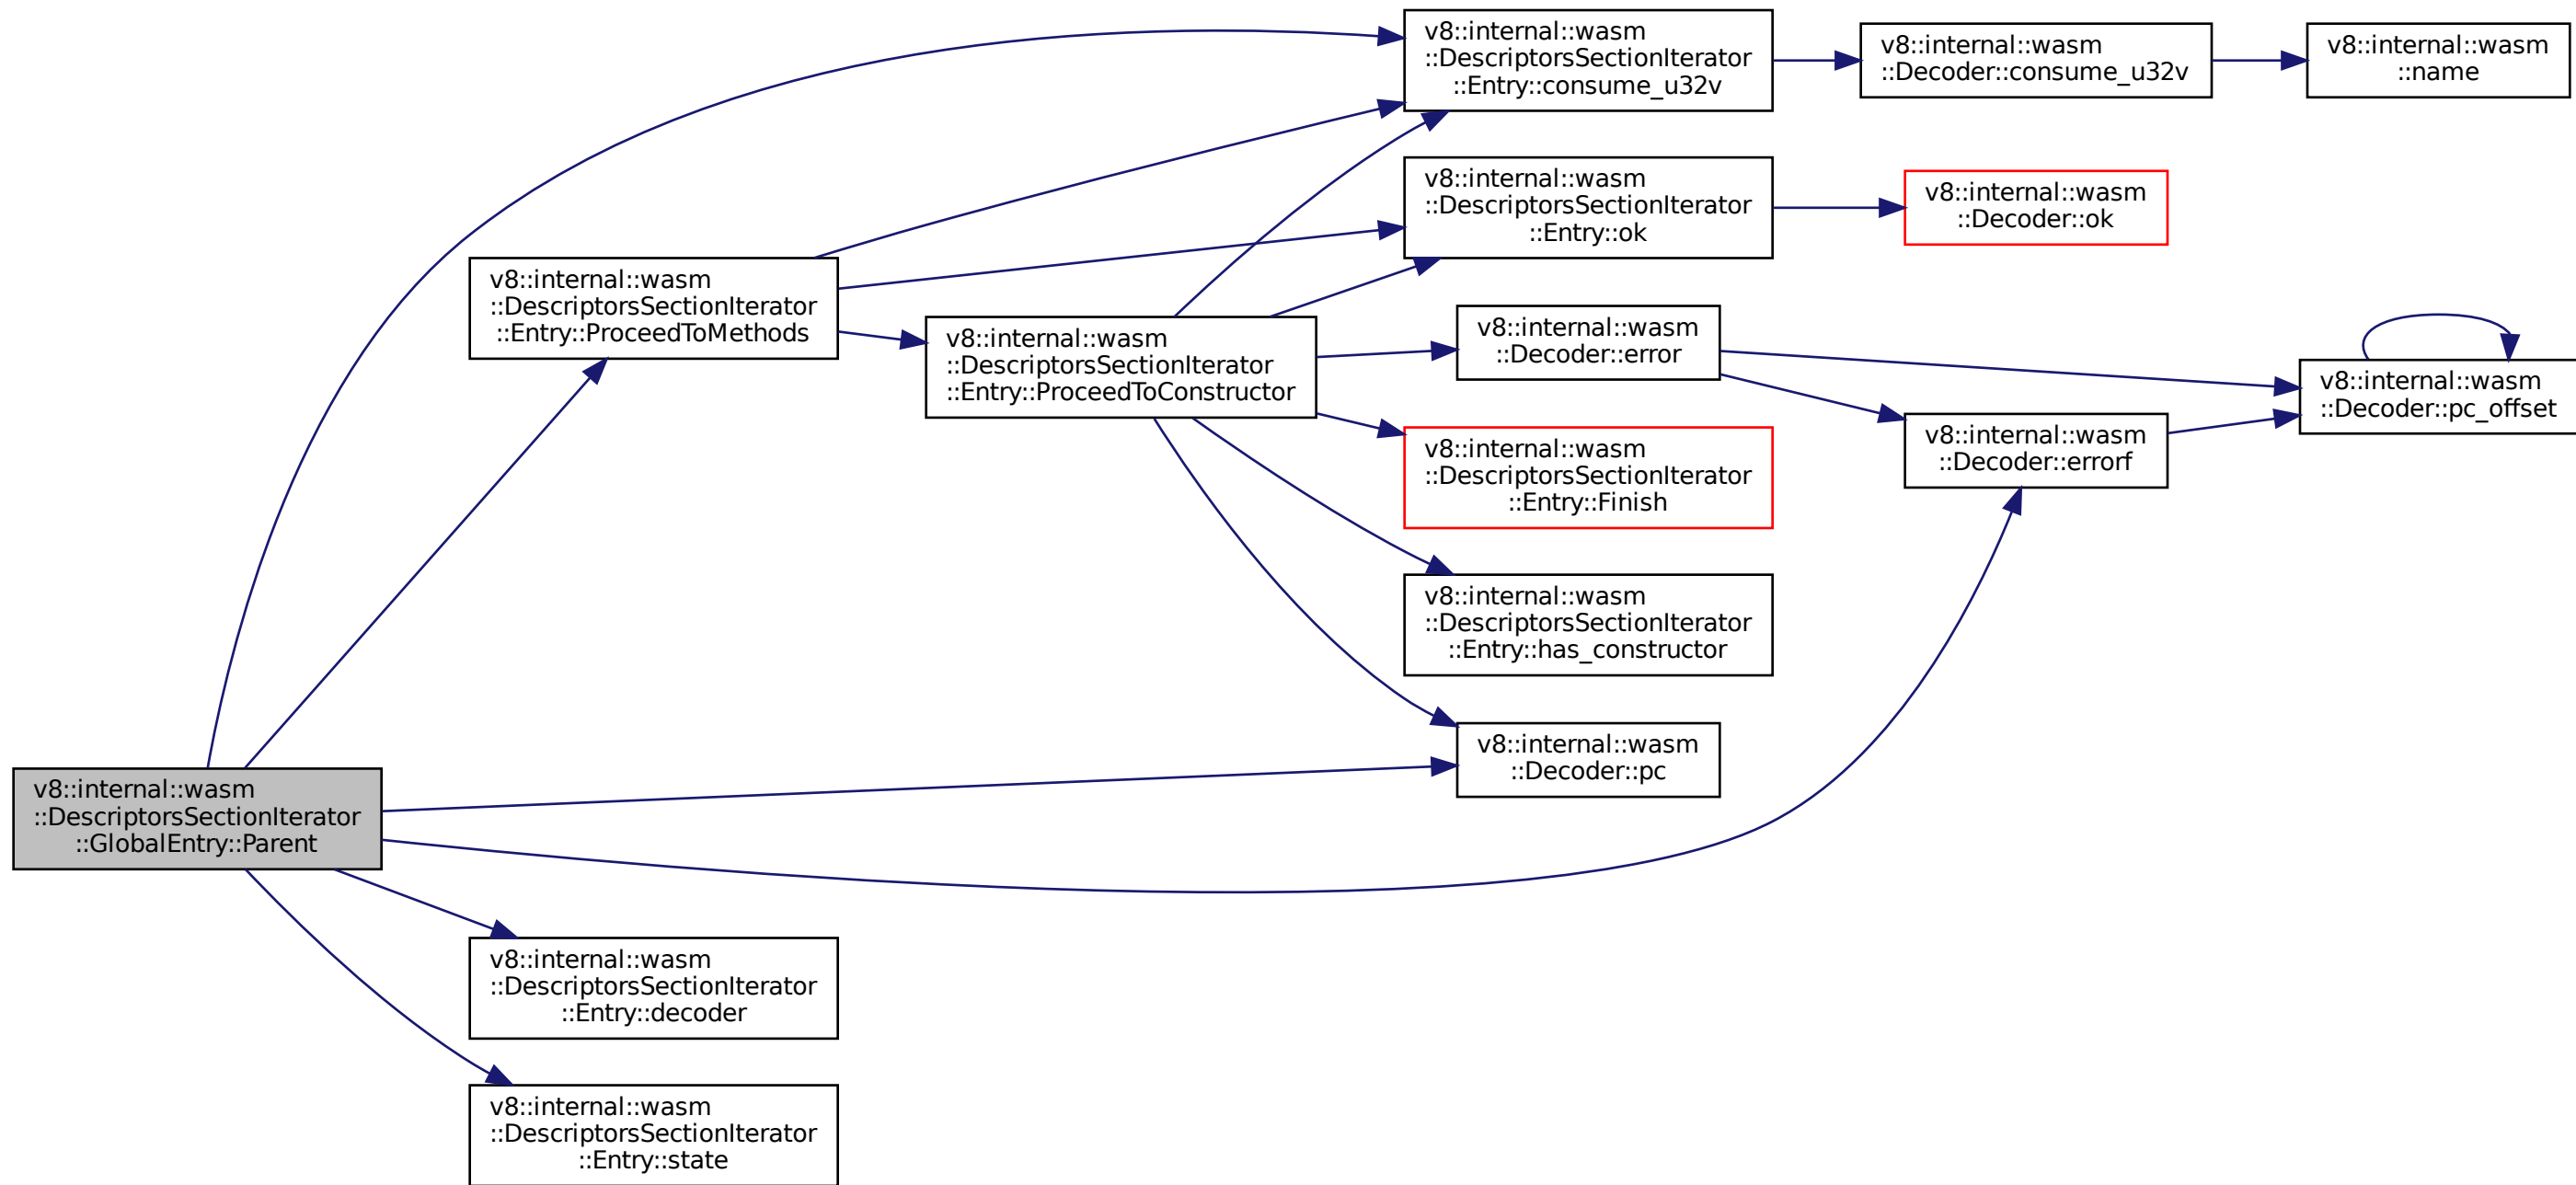 v8::internal::wasm
::DescriptorsSectionIterator
::GlobalEntry::Parent
v8::internal::wasm
::DescriptorsSectionIterator
::Entry::ProceedToMethods
v8::internal::wasm
::DescriptorsSectionIterator
::Entry::decoder
v8::internal::wasm
::DescriptorsSectionIterator
::Entry::state
v8::internal::wasm
::DescriptorsSectionIterator
::Entry::ProceedToConstructor
v8::internal::wasm
::DescriptorsSectionIterator
::Entry::consume_u32v
v8::internal::wasm
::DescriptorsSectionIterator
::Entry::ok
v8::internal::wasm
::Decoder::error
v8::internal::wasm
::DescriptorsSectionIterator
::Entry::Finish
v8::internal::wasm
::DescriptorsSectionIterator
::Entry::has_constructor
v8::internal::wasm
::Decoder::pc
v8::internal::wasm
::Decoder::consume_u32v
v8::internal::wasm
::Decoder::ok
v8::internal::wasm
::Decoder::errorf
v8::internal::wasm
::name
v8::internal::wasm
::Decoder::pc_offset